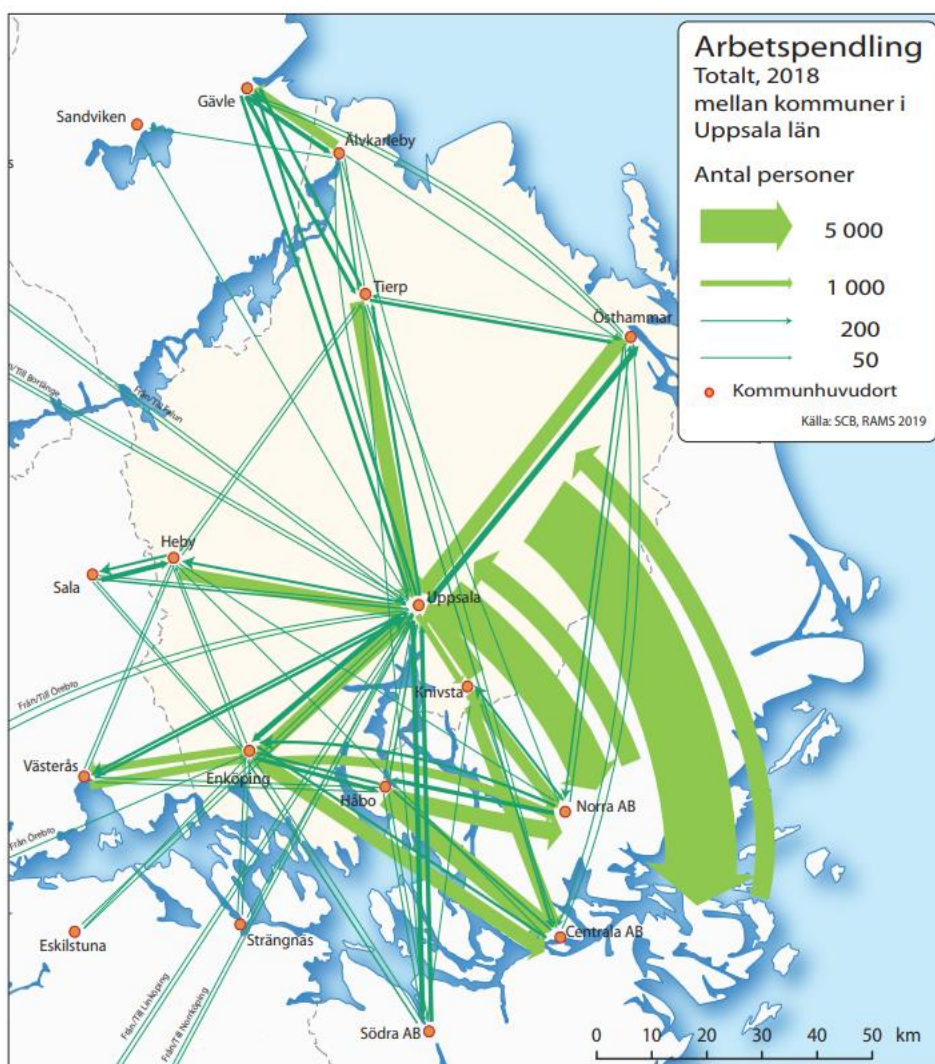 Arbetspendling
Totalt, 2018
mellan kommuner i
Uppsala län
Antal personer
5 000
1 000
200
50
Kommunhuvudort
Källa: SCB, RAMS 2019
Gävle
Sandviken
Älvkarleby
Tierp
Östhammar
n/Till Borlänge
Från/Till Falun
Heby
Sala
Uppsala
Knivsta
Från/Till Örebro
Västerås
Enköping
Håbo
Norra AB
Från Örebro
Centrala AB
Eskilstuna
Strängnäs
Från/Till Linköping
Från/Till Norrköping
Södra AB
0 10 20 30 40 50 km